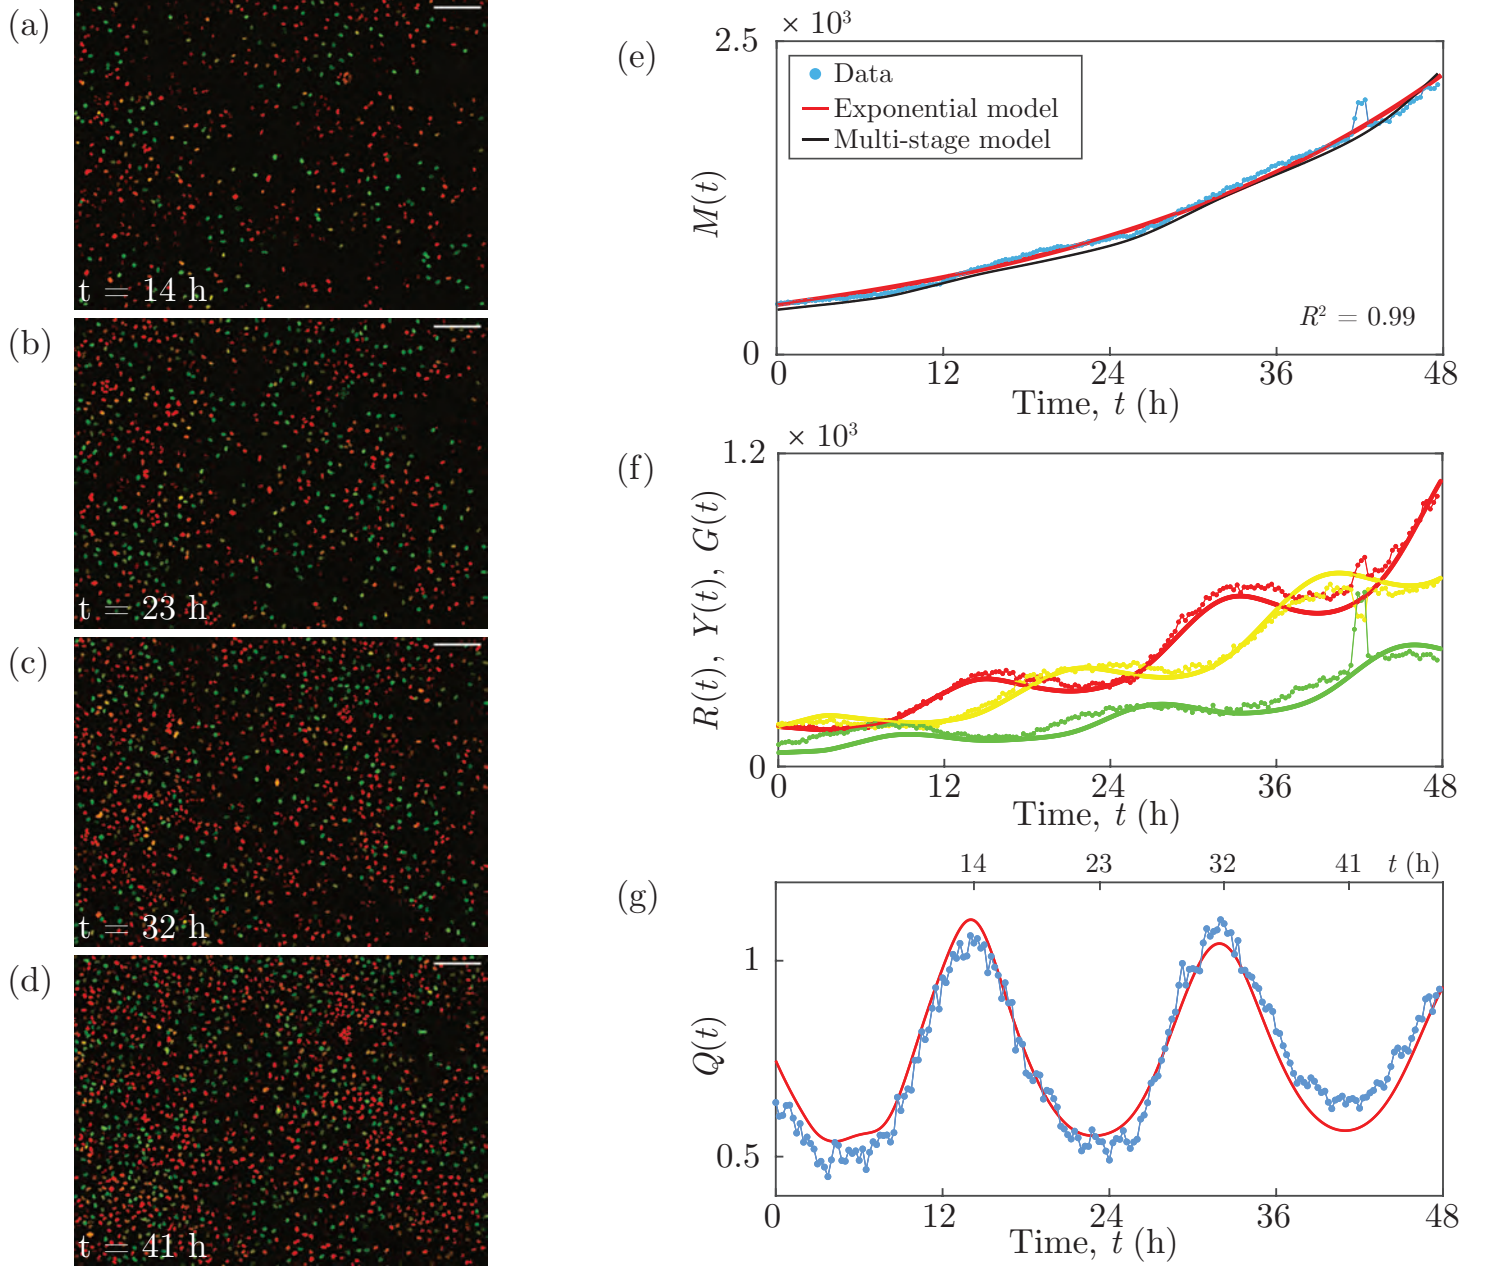 (a)
t = 14 h
(b)
t = 23 h
(c)
t = 32 h
(d)
t = 41 h
(e)
× 10³
2.5
Data
Exponential model
Multi-stage model
M(t)
R² = 0.99
0
0 12 24 36 48
Time, t (h)
(f)
× 10³
1.2
R(t), Y(t), G(t)
0
0 12 24 36 48
Time, t (h)
(g)
14 23 32 41 t (h)
1
Q(t)
0.5
0 12 24 36 48
Time, t (h)